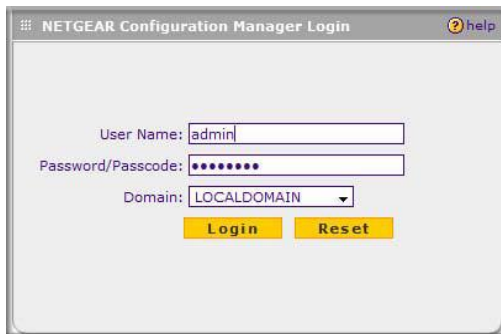 NETGEAR Configuration Manager Login ? help
User Name: admin
Password/Passcode: ••••••••
Domain: LOCALDOMAIN
Login Reset